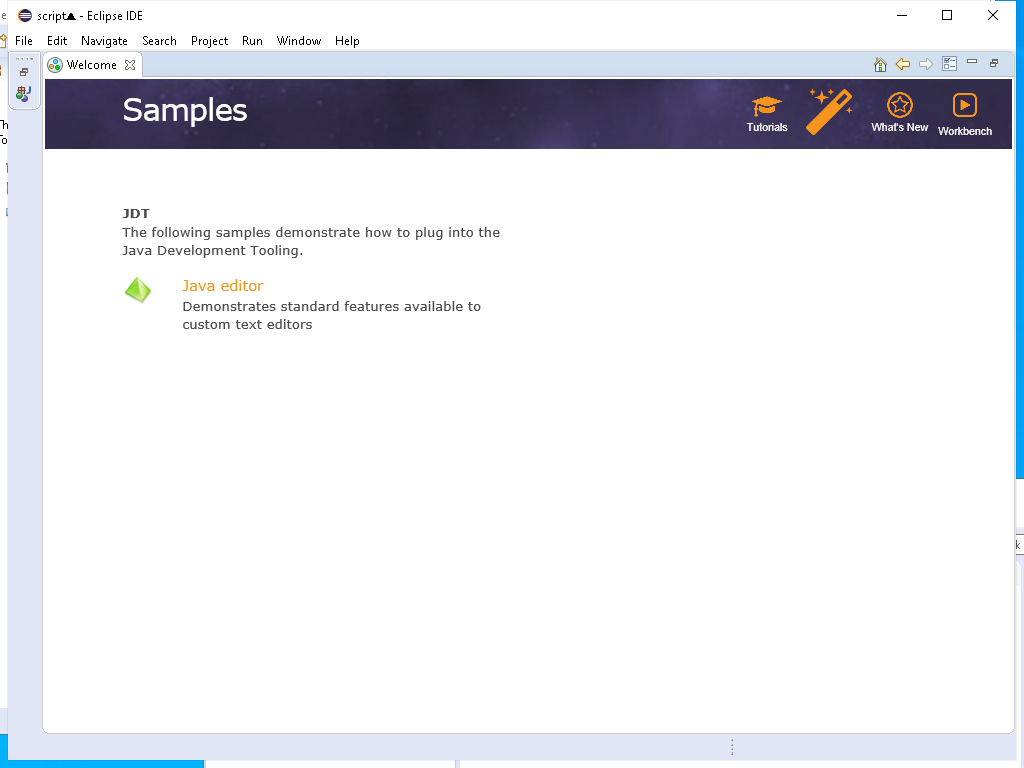 script▲ - Eclipse IDE
File Edit Navigate Search Project Run Window Help
Welcome
Samples
Tutorials
What's New
Workbench
JDT
The following samples demonstrate how to plug into the
Java Development Tooling.
Java editor
Demonstrates standard features available to
custom text editors